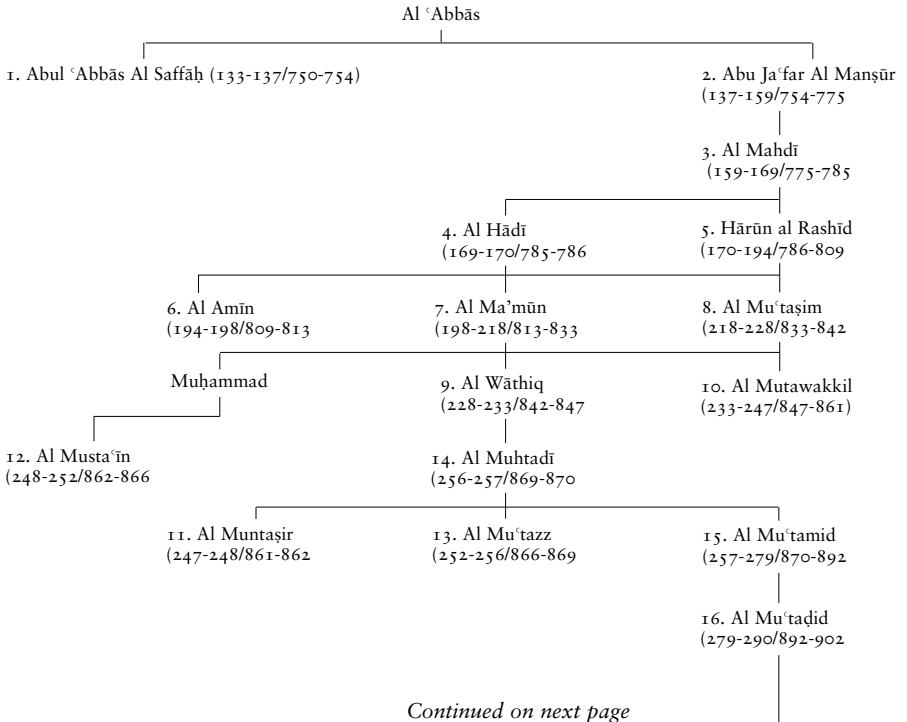 Al ʿAbbās
1. Abul ʿAbbās Al Saffāḥ (133-137/750-754)
2. Abu Jaʿfar Al Manṣūr
(137-159/754-775
3. Al Mahdī
(159-169/775-785
4. Al Hādī
(169-170/785-786
5. Hārūn al Rashīd
(170-194/786-809
6. Al Amīn
(194-198/809-813
7. Al Ma’mūn
(198-218/813-833
8. Al Muʿtaṣim
(218-228/833-842
Muḥammad
9. Al Wāthiq
(228-233/842-847
10. Al Mutawakkil
(233-247/847-861)
12. Al Mustaʿīn
(248-252/862-866
14. Al Muhtadī
(256-257/869-870
11. Al Muntaṣir
(247-248/861-862
13. Al Muʿtazz
(252-256/866-869
15. Al Muʿtamid
(257-279/870-892
16. Al Muʿtaḍid
(279-290/892-902
Continued on next page